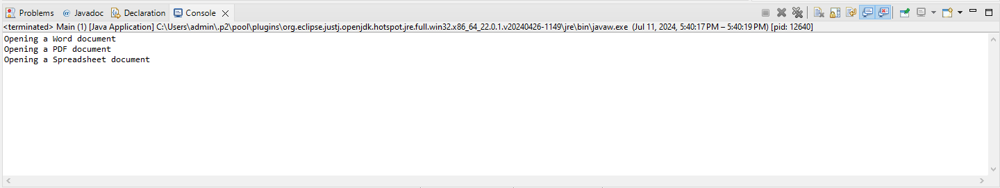 Problems @ Javadoc Declaration Console
<terminated> Main (1) [Java Application] C:\Users\admin\.p2\pool\plugins\org.eclipse.justj.openjdk.hotspot.jre.full.win32.x86_64_22.0.1.v20240426-1149\jre\bin\javaw.exe (Jul 11, 2024, 5:40:17 PM – 5:40:19 PM) [pid: 12640]
Opening a Word document
Opening a PDF document
Opening a Spreadsheet document